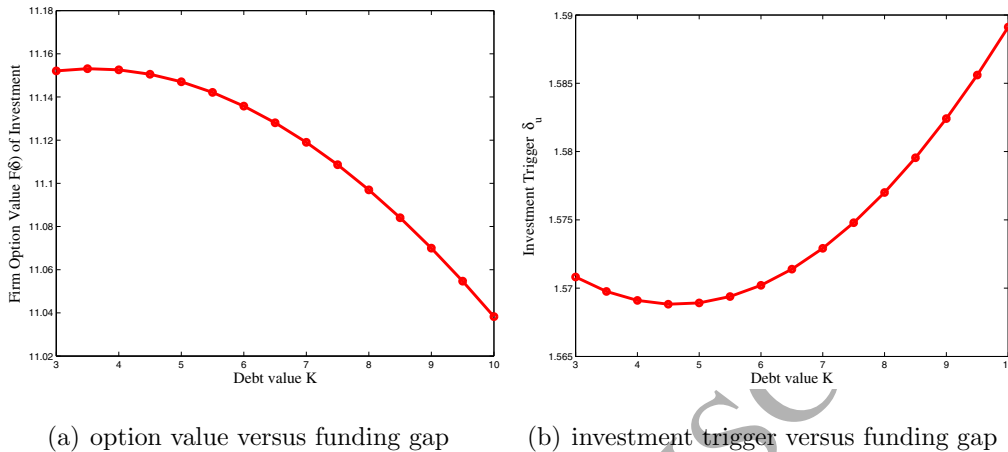 11.18
11.16
11.14
11.12
11.1
11.08
11.06
11.04
11.02
Firm Option Value F(δ) of Investment
3 4 5 6 7 8 9 10
Debt value K
(a) option value versus funding gap
1.59
1.585
1.58
1.575
1.57
1.565
Investment Trigger δu
3 4 5 6 7 8 9 1
Debt value K
(b) investment trigger versus funding gap
SC